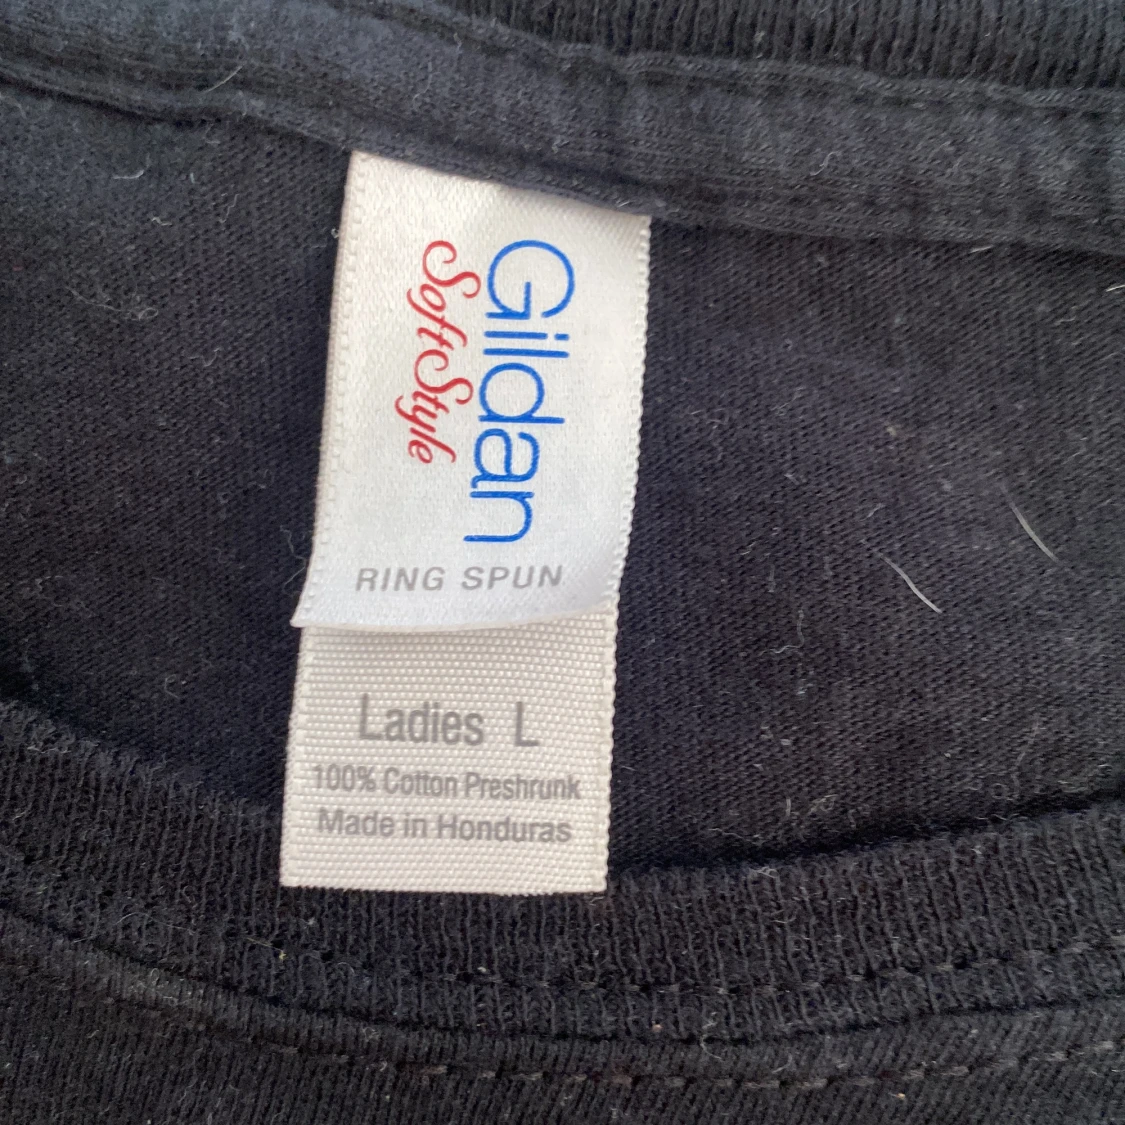 Gildan
SoftStyle
RING SPUN
Ladies L
100% Cotton Preshrunk
Made in Honduras